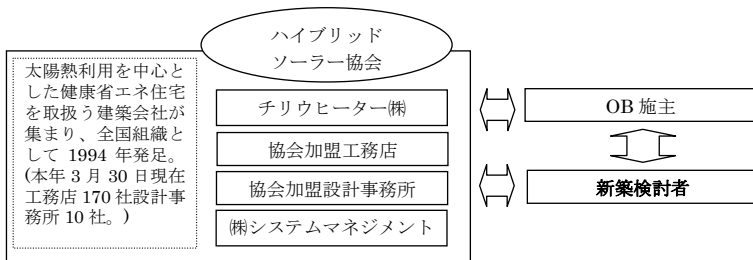 ハイブリッド
ソーラー協会
太陽熱利用を中心と
した健康省エネ住宅
を取扱う建築会社が
集まり、全国組織と
して 1994 年発足。
(本年 3 月 30 日現在
工務店 170 社設計事
務所 10 社。)
チリウヒーター㈱
協会加盟工務店
協会加盟設計事務所
㈱システムマネジメント
OB 施主
新築検討者